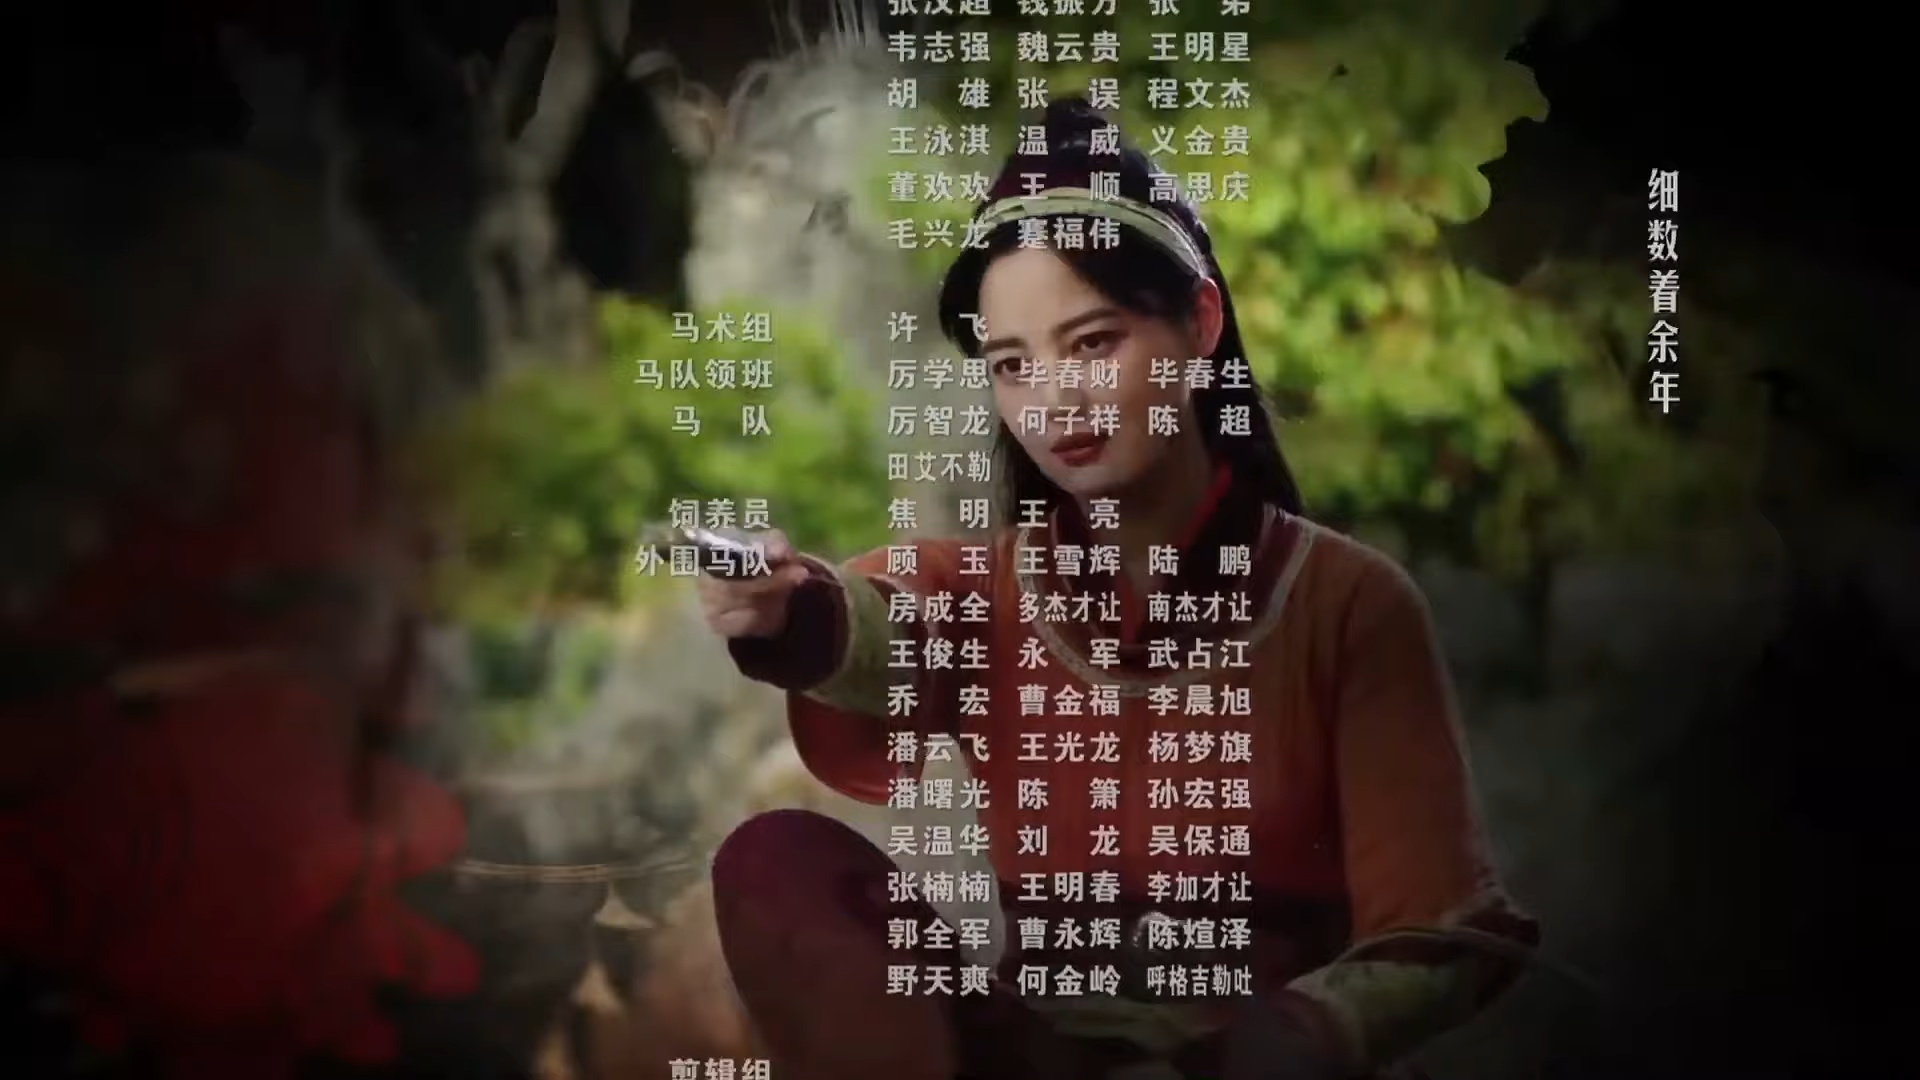 韦志强 魏云贵 王明星
胡 雄 张 误 程文杰
王泳淇 温 威 义金贵
董欢欢 王 顺 高思庆
毛兴龙 蹇福伟
马术组 许 飞
马队领班 厉学思 毕春财 毕春生
马 队 厉智龙 何子祥 陈 超
田艾不勒
饲养员 焦 明 王 亮
外围马队 顾 玉 王雪辉 陆 鹏
房成全 多杰才让 南杰才让
王俊生 永 军 武占江
乔 宏 曹金福 李晨旭
潘云飞 王光龙 杨梦旗
潘曙光 陈 箫 孙宏强
吴温华 刘 龙 吴保通
张楠楠 王明春 李加才让
郭全军 曹永辉 陈煊泽
野天爽 何金岭 呼格吉勒吐
剪辑组
细数着余年